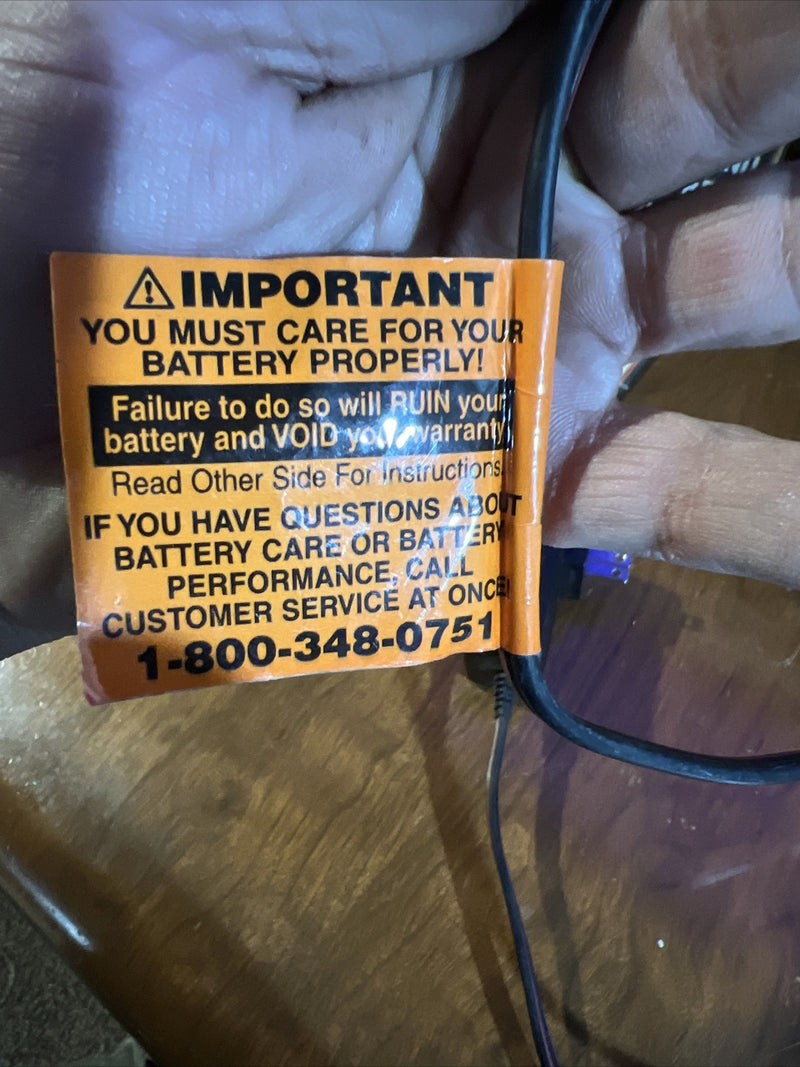 IMPORTANT
YOU MUST CARE FOR YOUR
BATTERY PROPERLY!
Failure to do so will RUIN your
battery and VOID your warranty
Read Other Side For Instructions.
IF YOU HAVE QUESTIONS ABOUT
BATTERY CARE OR BATTERY
PERFORMANCE, CALL
CUSTOMER SERVICE AT ONCE!
1-800-348-0751